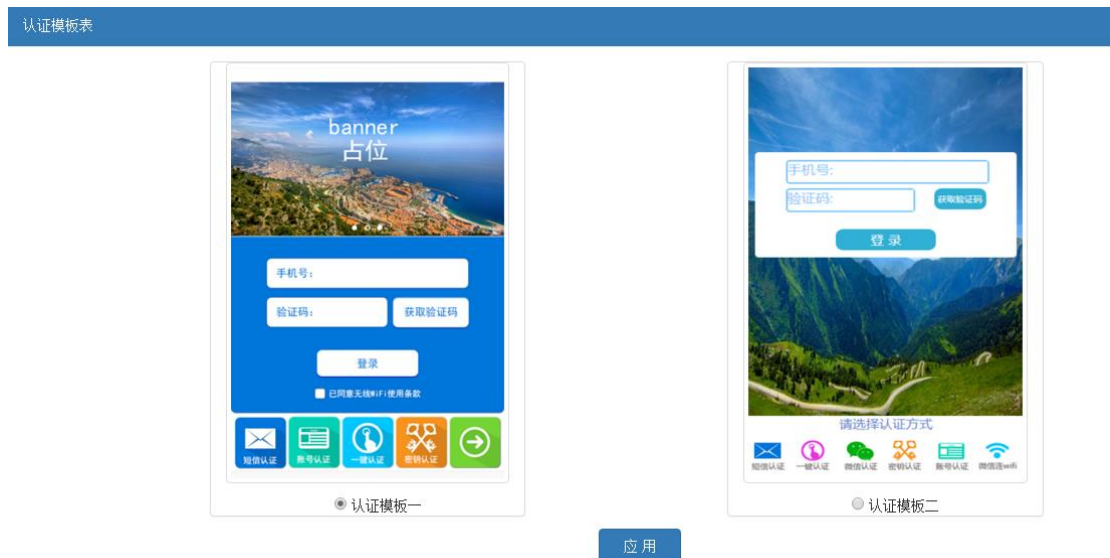 认证模板表
banner
占位
手机号:
验证码:
获取验证码
登录
已同意无线WiFi使用条款
短信认证
账号认证
一键认证
密钥认证
认证模板一
手机号:
验证码:
获取验证码
登 录
请选择认证方式
短信认证
一键认证
微信认证
密钥认证
账号认证
微信连wifi
认证模板二
应 用